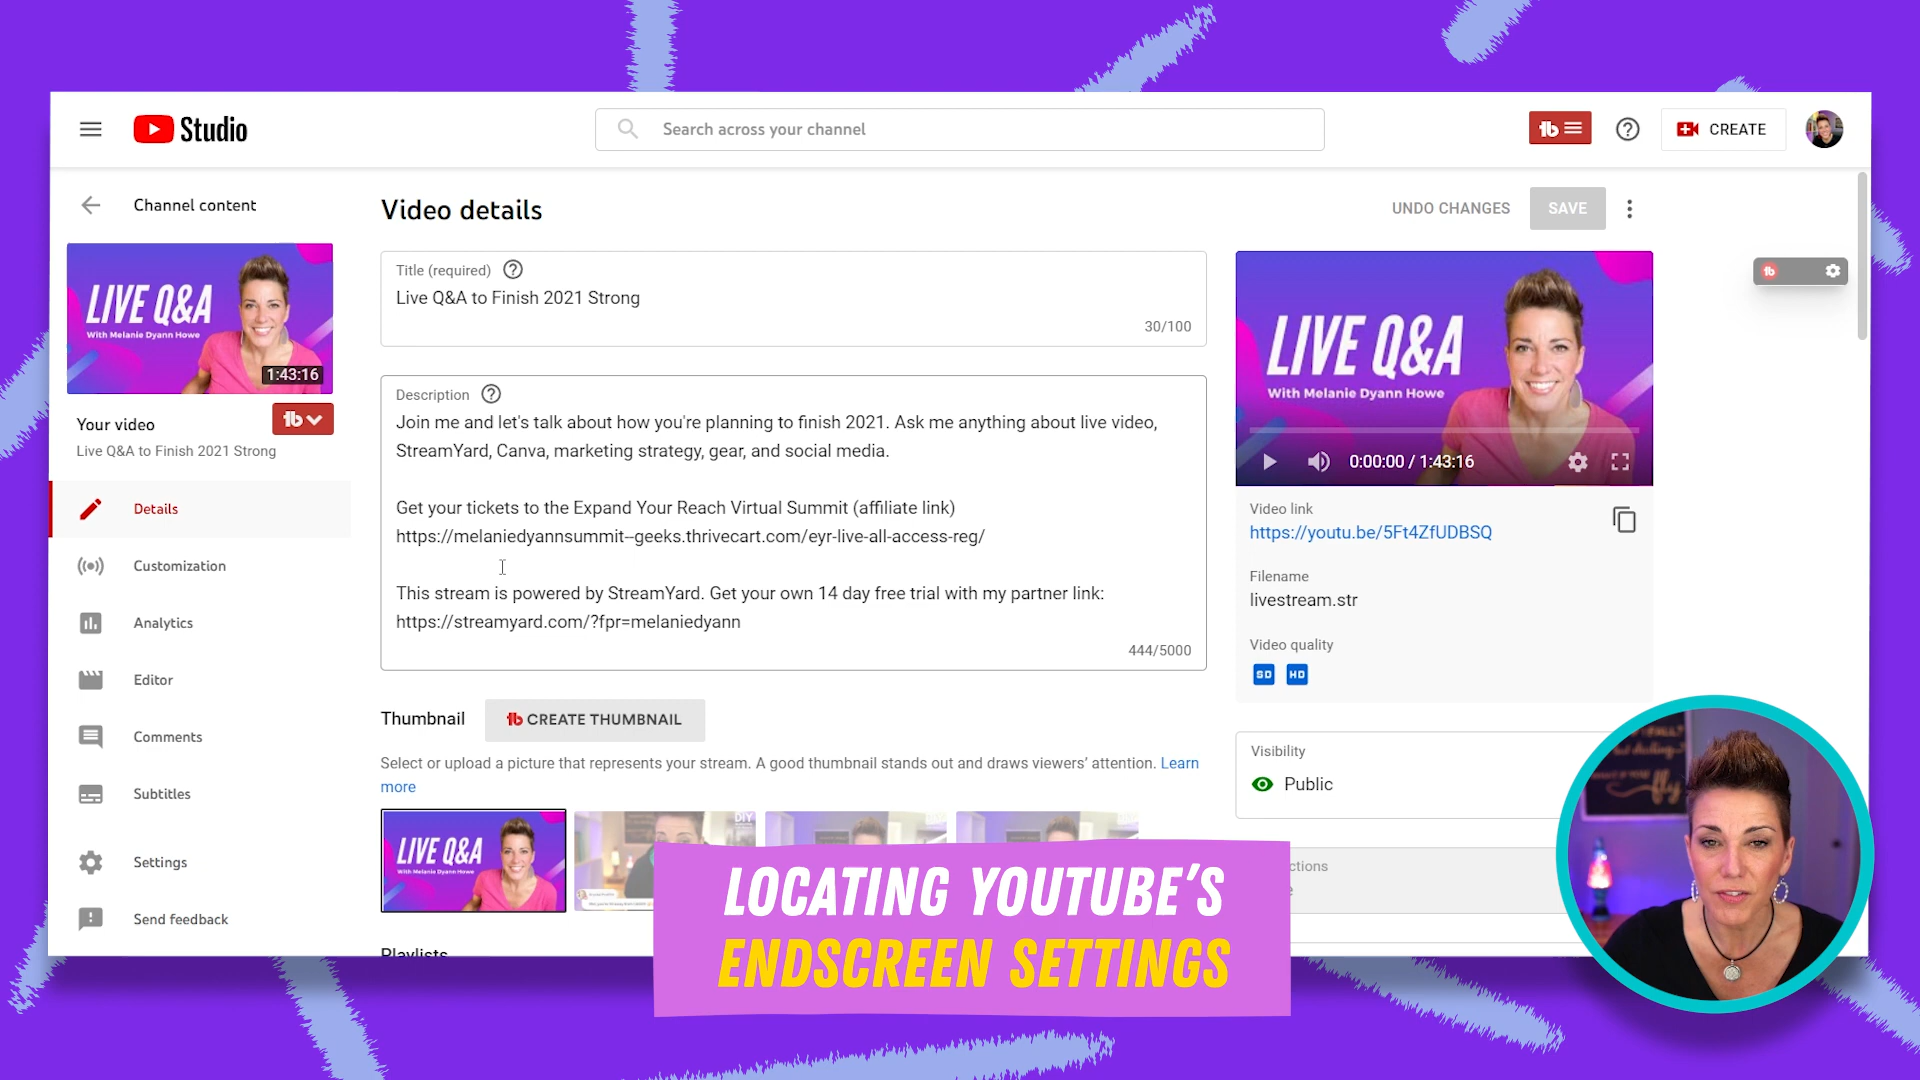 Studio
Search across your channel
CREATE
Channel content
LIVE Q&A
With Melanie Dyann Howe
1:43:16
Your video
Live Q&A to Finish 2021 Strong
Details
Customization
Analytics
Editor
Comments
Subtitles
Settings
Send feedback
Video details
UNDO CHANGES
SAVE
Title (required)
Live Q&A to Finish 2021 Strong
30/100
Description
Join me and let's talk about how you're planning to finish 2021. Ask me anything about live video,
StreamYard, Canva, marketing strategy, gear, and social media.
Get your tickets to the Expand Your Reach Virtual Summit (affiliate link)
https://melaniedyannsummit--geeks.thrivecart.com/eyr-live-all-access-reg/
This stream is powered by StreamYard. Get your own 14 day free trial with my partner link:
https://streamyard.com/?fpr=melaniedyann
444/5000
Thumbnail
CREATE THUMBNAIL
Select or upload a picture that represents your stream. A good thumbnail stands out and draws viewers' attention. Learn
more
LIVE Q&A
With Melanie Dyann Howe
DIY
Playlists
LIVE Q&A
With Melanie Dyann Howe
0:00:00 / 1:43:16
Video link
https://youtu.be/5Ft4ZfUDBSQ
Filename
livestream.str
Video quality
SD HD
Visibility
Public
LOCATING YOUTUBE'S
ENDSCREEN SETTINGS